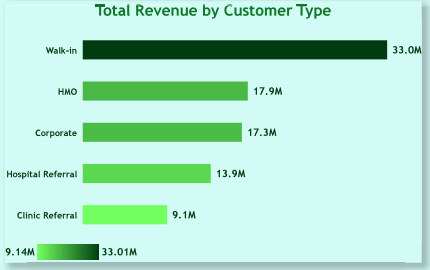 Total Revenue by Customer Type
Walk-in 33.0M
HMO 17.9M
Corporate 17.3M
Hospital Referral 13.9M
Clinic Referral 9.1M
9.14M 33.01M